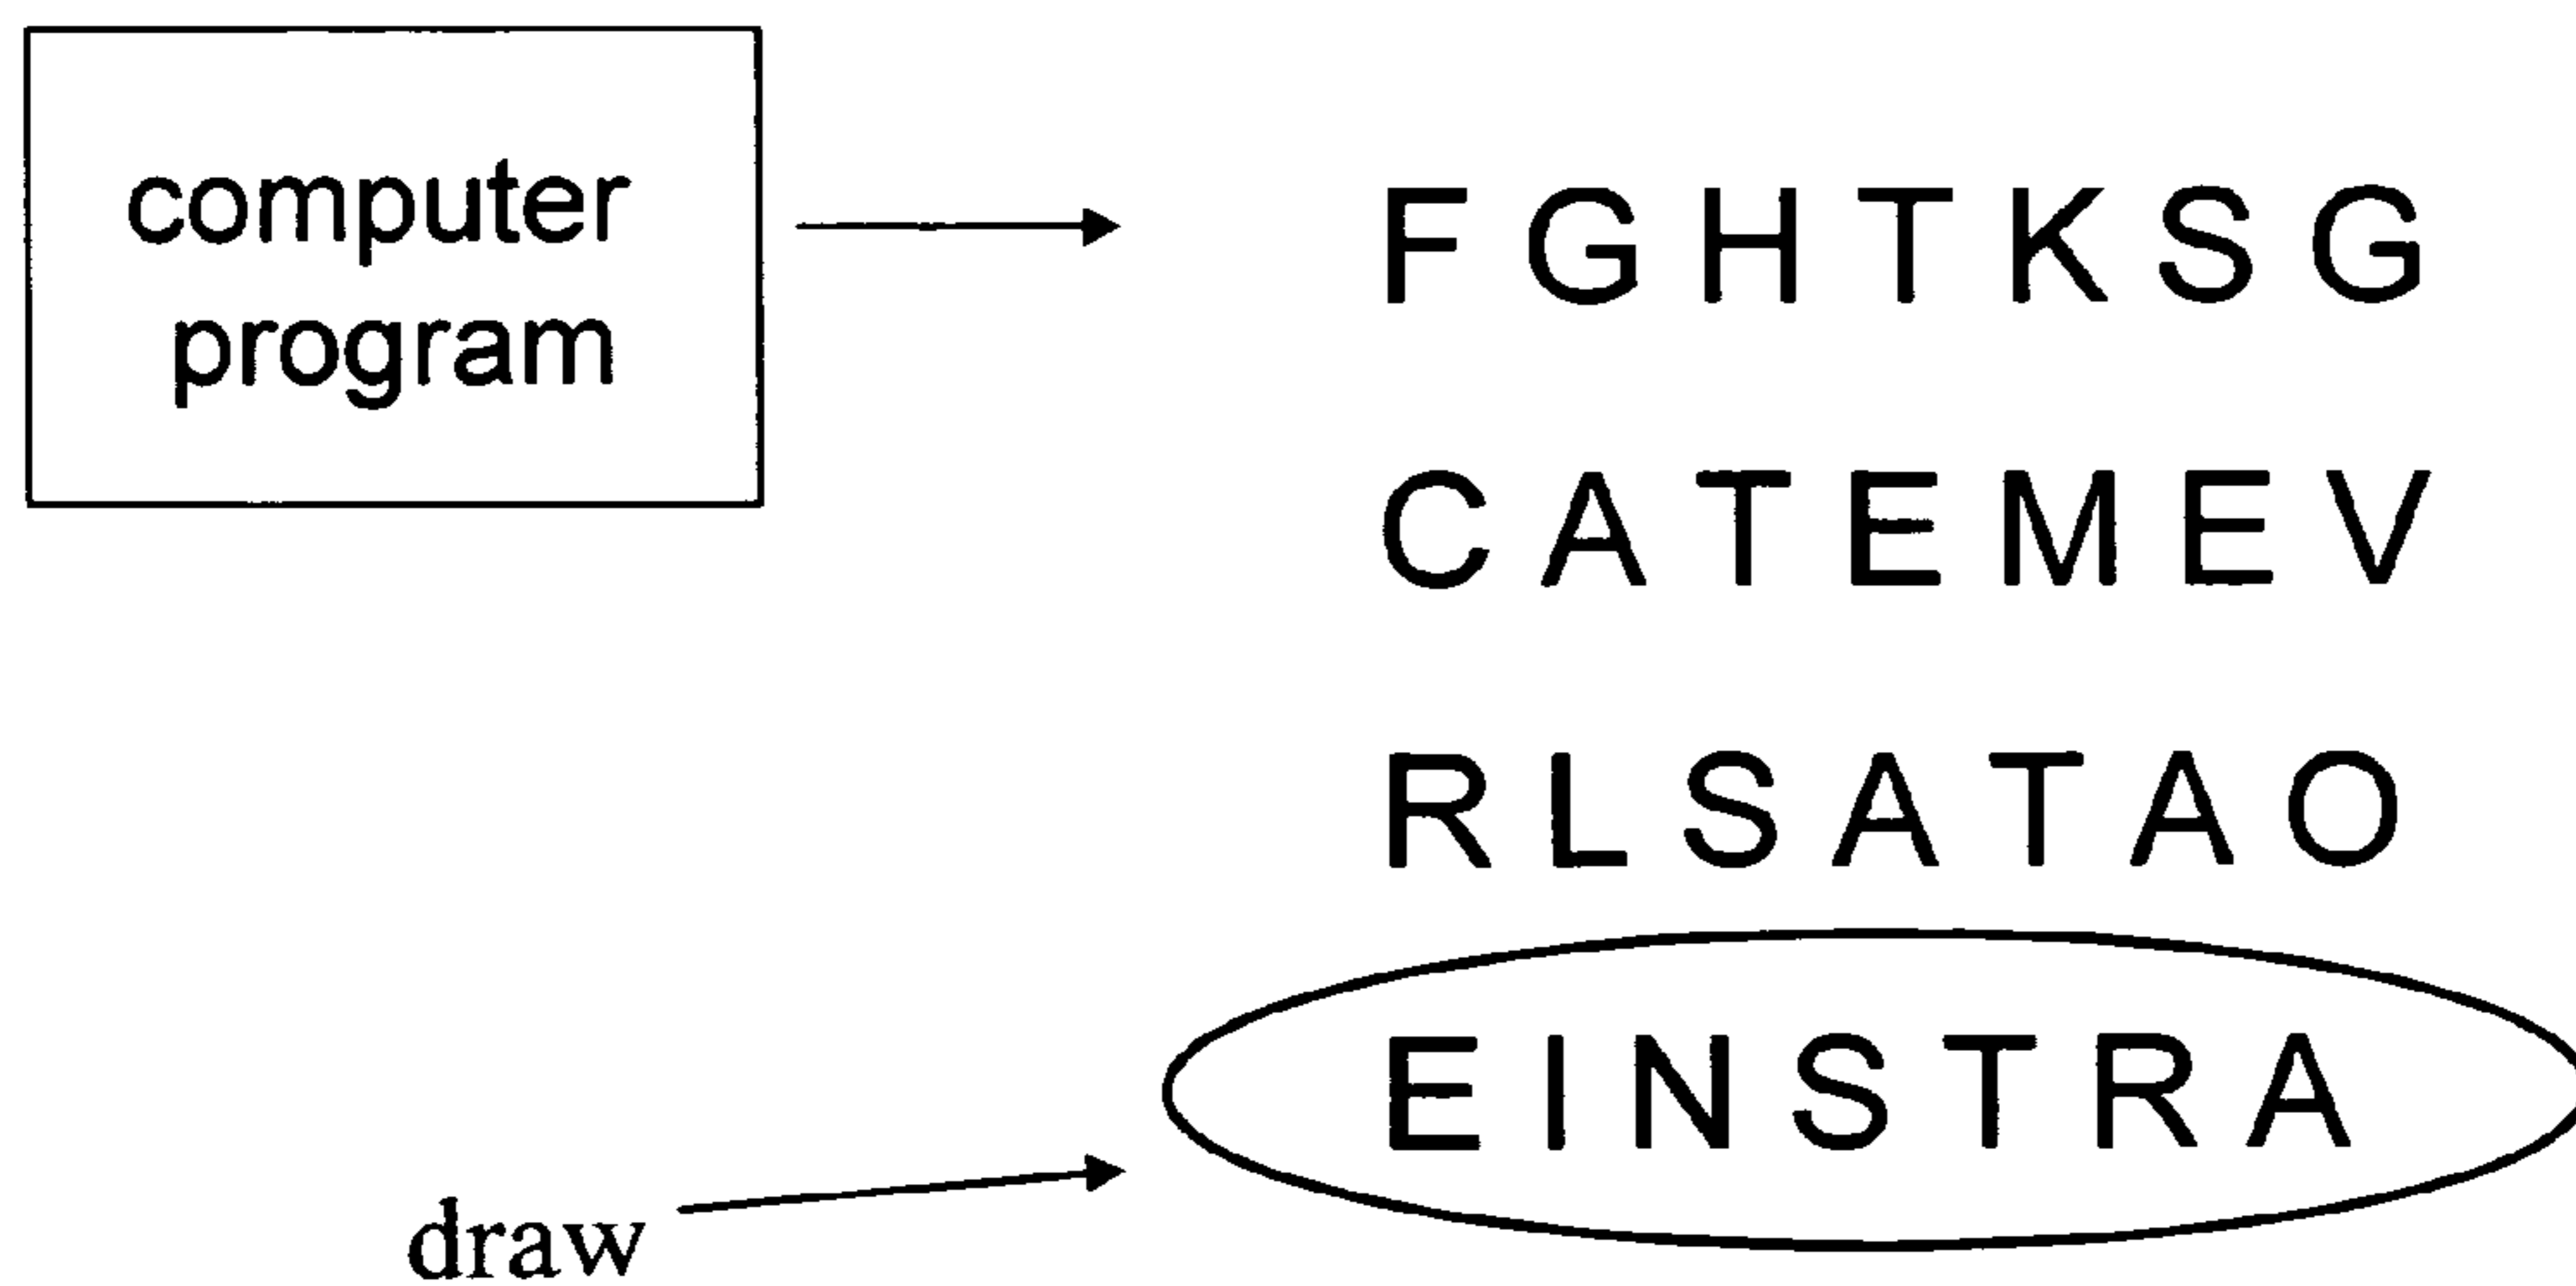 computer
program
F G H T K S G
C A T E M E V
R L S A T A O
E I N S T R A
draw